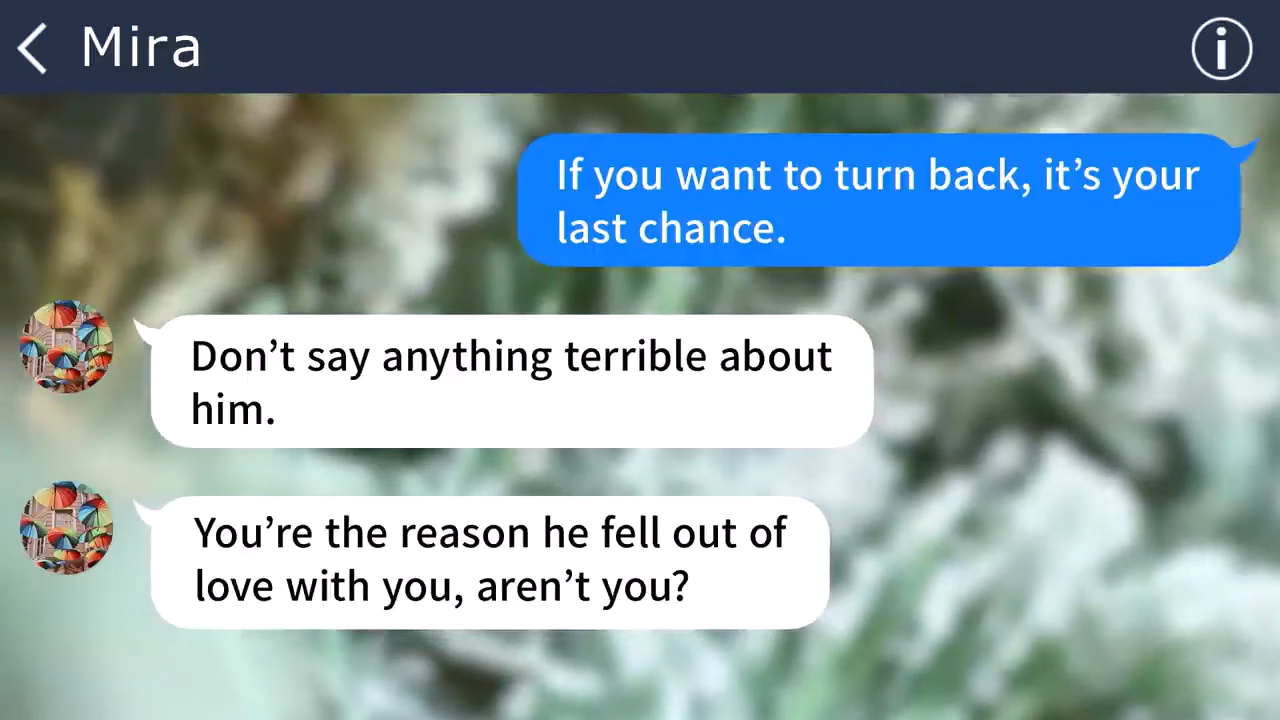 Mira
If you want to turn back, it’s your
last chance.
Don’t say anything terrible about
him.
You’re the reason he fell out of
love with you, aren’t you?